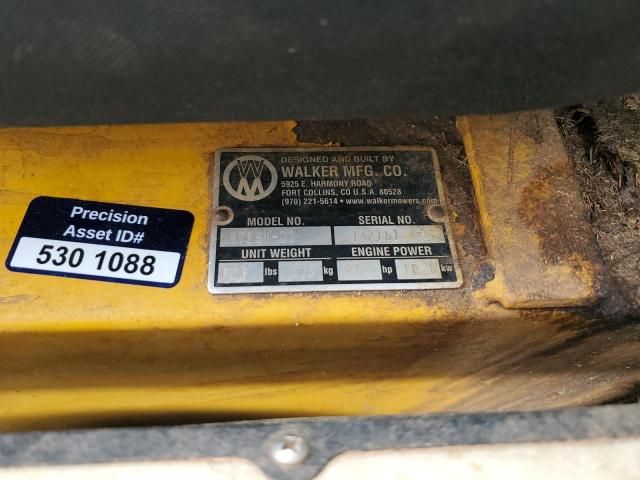 Precision
Asset ID#
530 1088
DESIGNED AND BUILT BY
WALKER MFG. CO.
5925 E. HARMONY ROAD
FORT COLLINS, CO U.S.A. 80528
(970) 221-5614 • www.walkermowers.com
MODEL NO. SERIAL NO.
UNIT WEIGHT ENGINE POWER
lbs kg hp kw